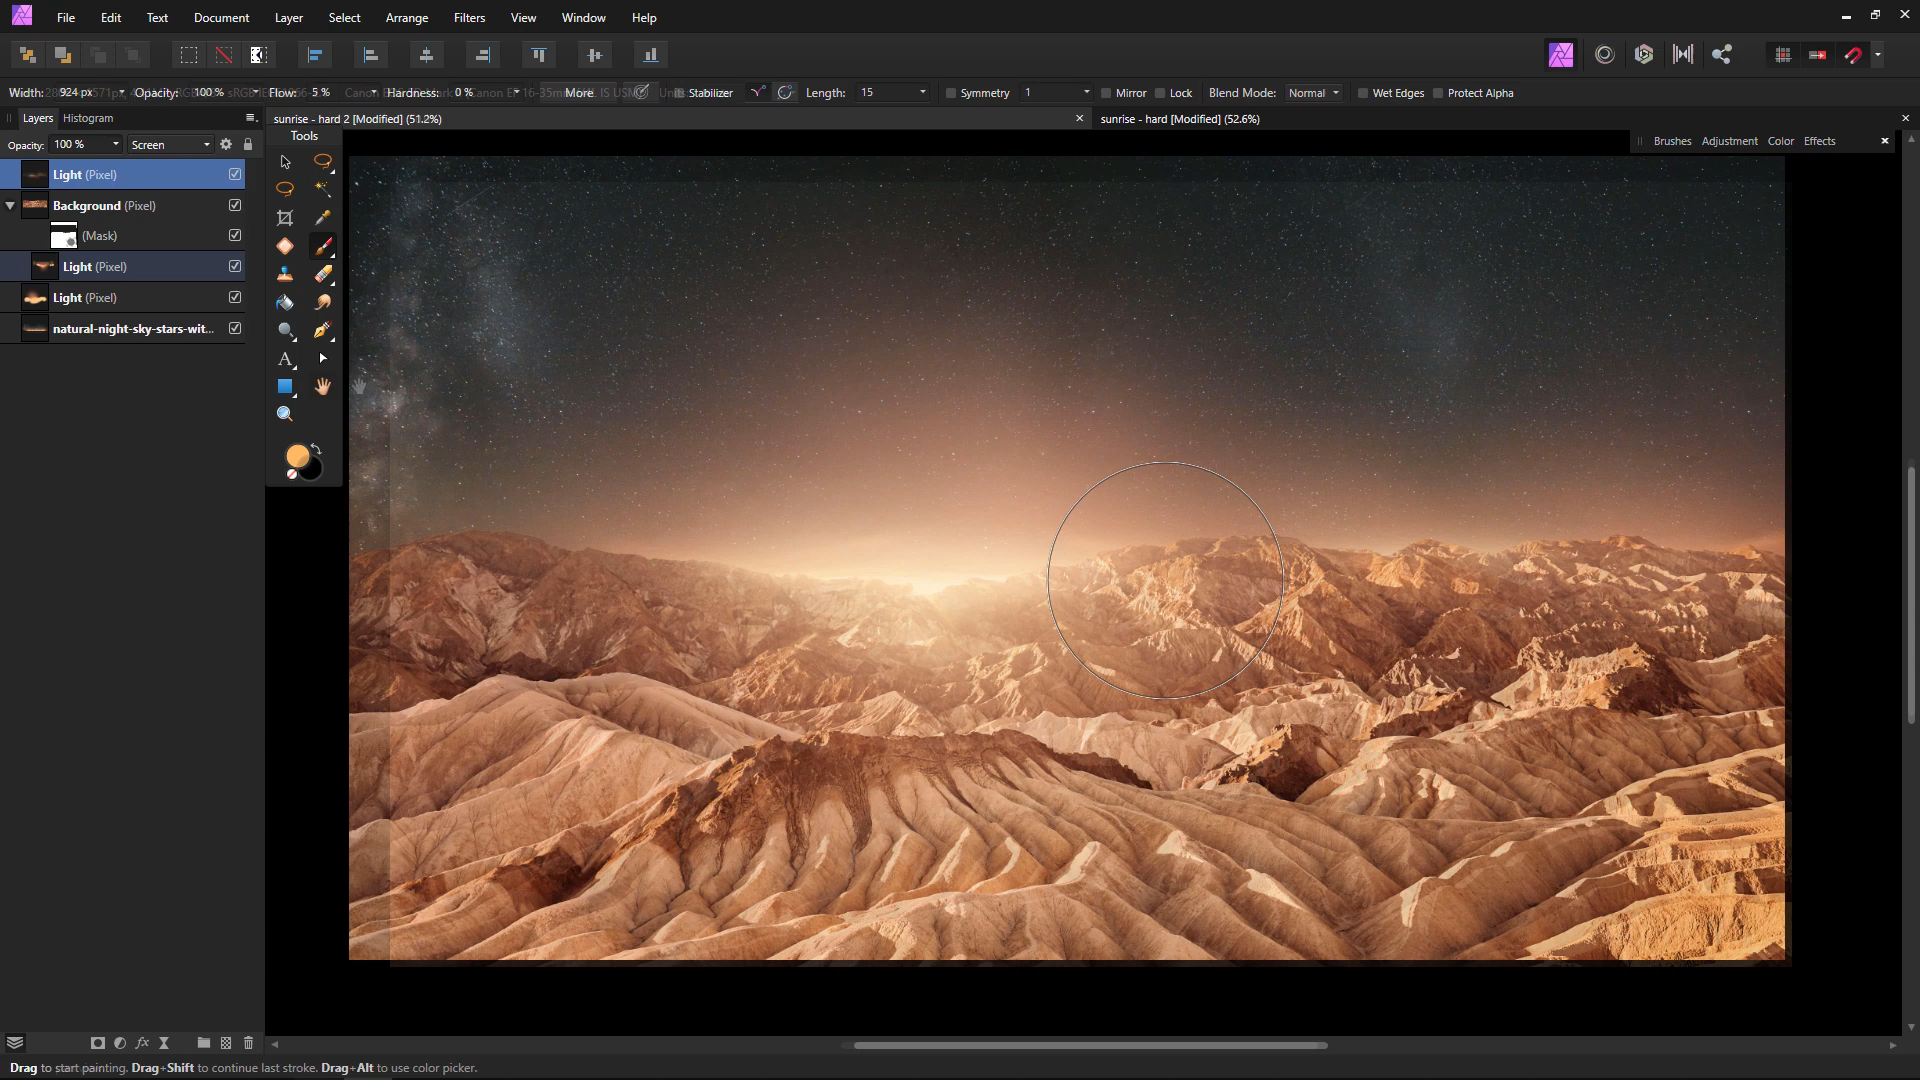 File Edit Text Document Layer Select Arrange Filters View Window Help
Width: 924 px Opacity: 100 % Flow: 5 % Hardness: 0 % More Stabilizer Length: 15 Symmetry 1 Mirror Lock Blend Mode: Normal Wet Edges Protect Alpha
Layers Histogram
sunrise - hard 2 [Modified] (51.2%)
sunrise - hard [Modified] (52.6%)
Tools
Brushes Adjustment Color Effects
Opacity: 100 % Screen
Light (Pixel)
Background (Pixel)
(Mask)
Light (Pixel)
Light (Pixel)
natural-night-sky-stars-wit...
A
fx
Drag to start painting. Drag+Shift to continue last stroke. Drag+Alt to use color picker.